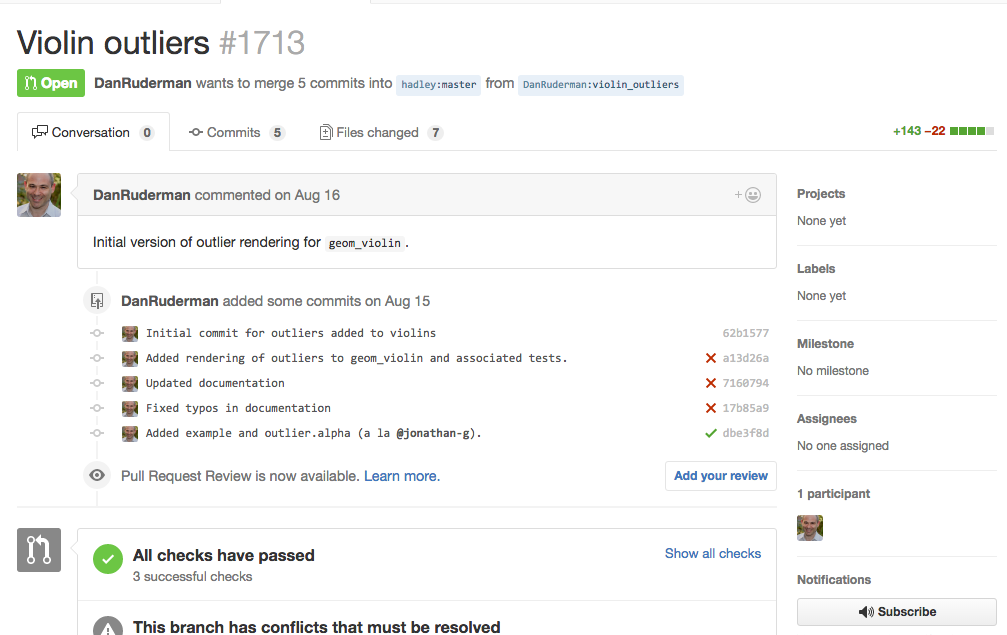 Violin outliers #1713
Open DanRuderman wants to merge 5 commits into hadley:master from DanRuderman:violin_outliers
Conversation 0 Commits 5 Files changed 7 +143 −22
DanRuderman commented on Aug 16
Initial version of outlier rendering for geom_violin.
DanRuderman added some commits on Aug 15
Initial commit for outliers added to violins 62b1577
Added rendering of outliers to geom_violin and associated tests. a13d26a
Updated documentation 7160794
Fixed typos in documentation 17b85a9
Added example and outlier.alpha (a la @jonathan-g). dbe3f8d
Pull Request Review is now available. Learn more. Add your review
All checks have passed Show all checks
3 successful checks
This branch has conflicts that must be resolved
Projects
None yet
Labels
None yet
Milestone
No milestone
Assignees
No one assigned
1 participant
Notifications
Subscribe